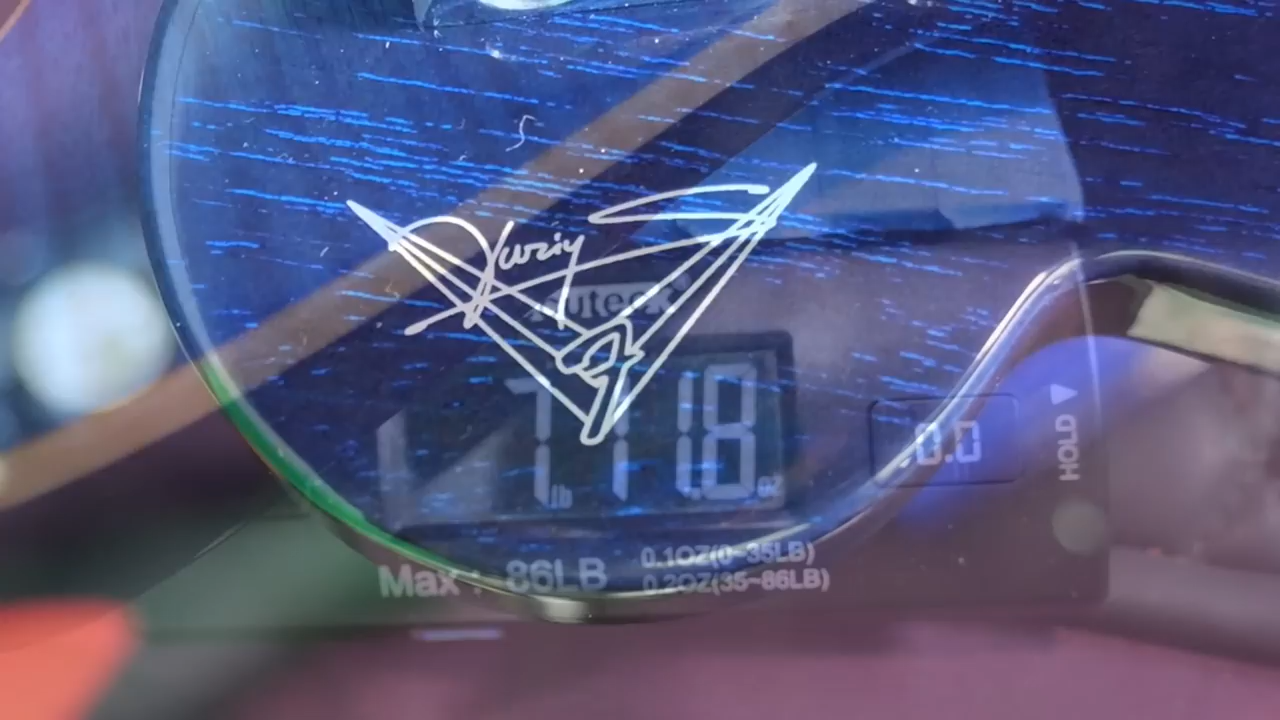 Yuriy
7 lb 11.8 oz
0.0
HOLD
Max : 86LB
0.1OZ(0~35LB)
0.2OZ(35~86LB)